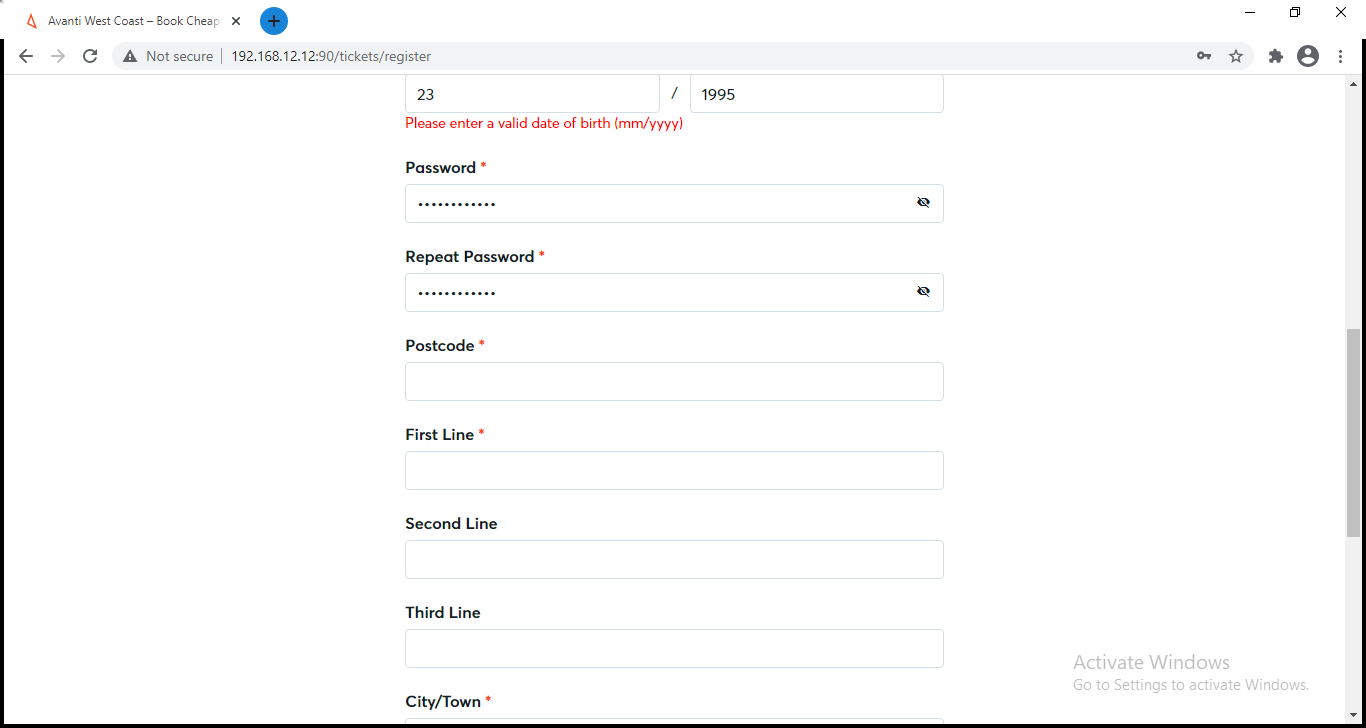 Avanti West Coast – Book Cheap
Not secure
192.168.12.12:90/tickets/register
23 / 1995
Please enter a valid date of birth (mm/yyyy)
Password *
••••••••••••
Repeat Password *
••••••••••••
Postcode *
First Line *
Second Line
Third Line
City/Town *
Activate Windows
Go to Settings to activate Windows.